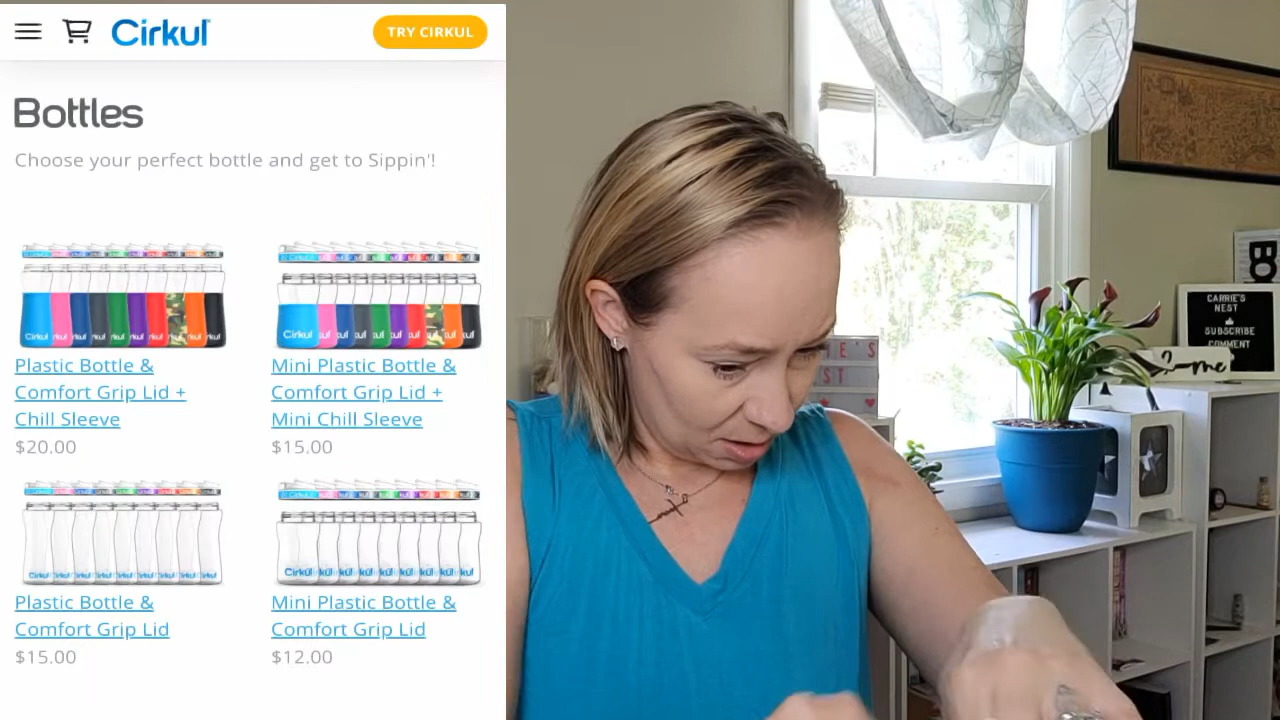 Cirkul
TRY CIRKUL
Bottles
Choose your perfect bottle and get to Sippin'!
Plastic Bottle &
Comfort Grip Lid +
Chill Sleeve
$20.00
Mini Plastic Bottle &
Comfort Grip Lid +
Mini Chill Sleeve
$15.00
Plastic Bottle &
Comfort Grip Lid
$15.00
Mini Plastic Bottle &
Comfort Grip Lid
$12.00
CARRIE'S
NEST
SUBSCRIBE
COMMENT